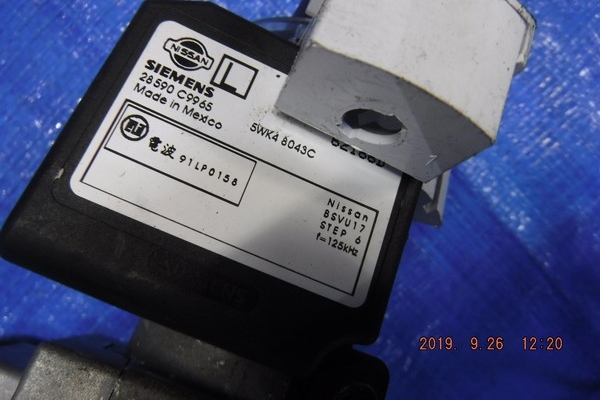 NISSAN
SIEMENS
L
28590 C9965
Made in Mexico
5WK4 8043C
電波 91LP0158
Nissan
BSVU17
STEP 6
f=125kHz
2019. 9.26 12:20